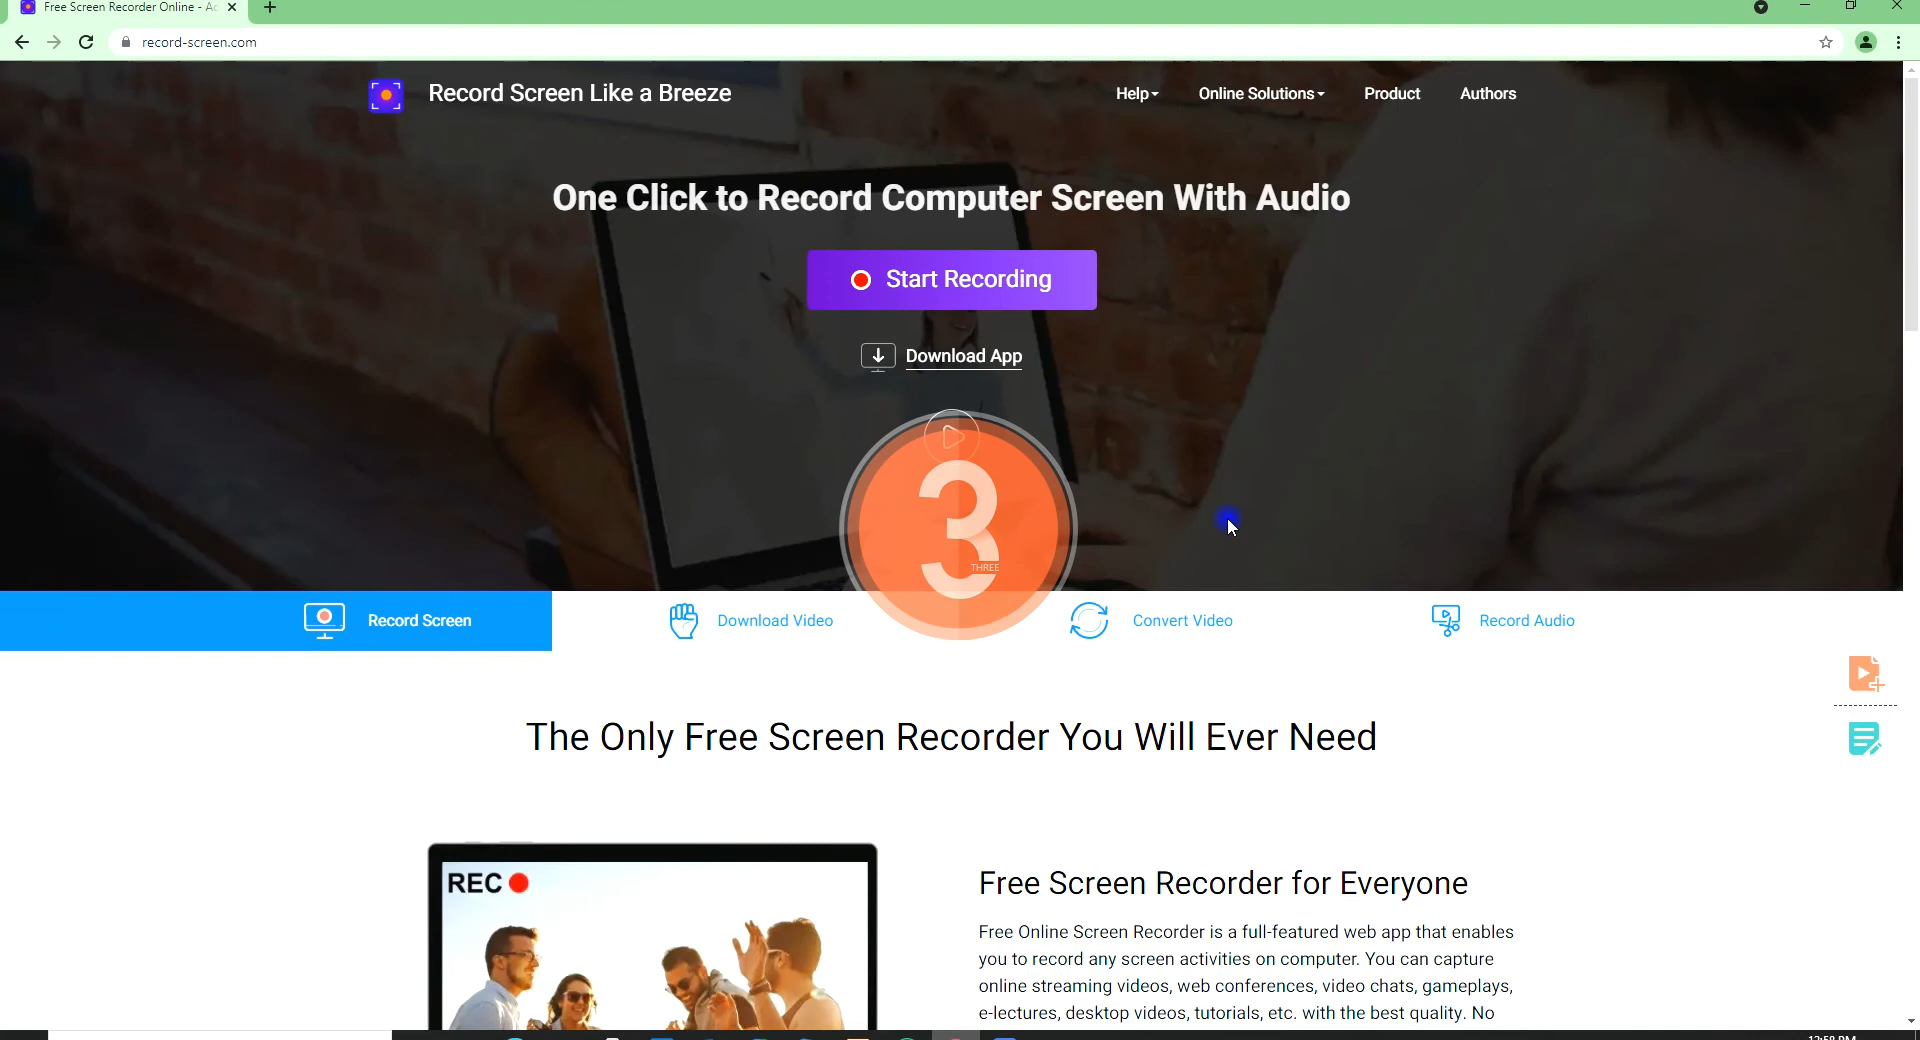 Free Screen Recorder Online - Ac
record-screen.com
Record Screen Like a Breeze
Help
Online Solutions
Product
Authors
One Click to Record Computer Screen With Audio
Start Recording
Download App
3
THREE
Record Screen
Download Video
Convert Video
Record Audio
The Only Free Screen Recorder You Will Ever Need
REC
Free Screen Recorder for Everyone
Free Online Screen Recorder is a full-featured web app that enables
you to record any screen activities on computer. You can capture
online streaming videos, web conferences, video chats, gameplays,
e-lectures, desktop videos, tutorials, etc. with the best quality. No